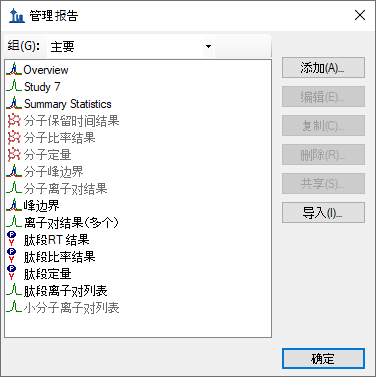 管理报告
组(G): 主要
Overview
Study 7
Summary Statistics
分子保留时间结果
分子比率结果
分子定量
分子峰边界
分子离子对结果
峰边界
离子对结果(多个)
肽段RT 结果
肽段比率结果
肽段定量
肽段离子对列表
小分子离子对列表
添加(A)...
编辑(E)...
复制(C)...
删除(R)...
共享(S)...
导入(I)...
确定